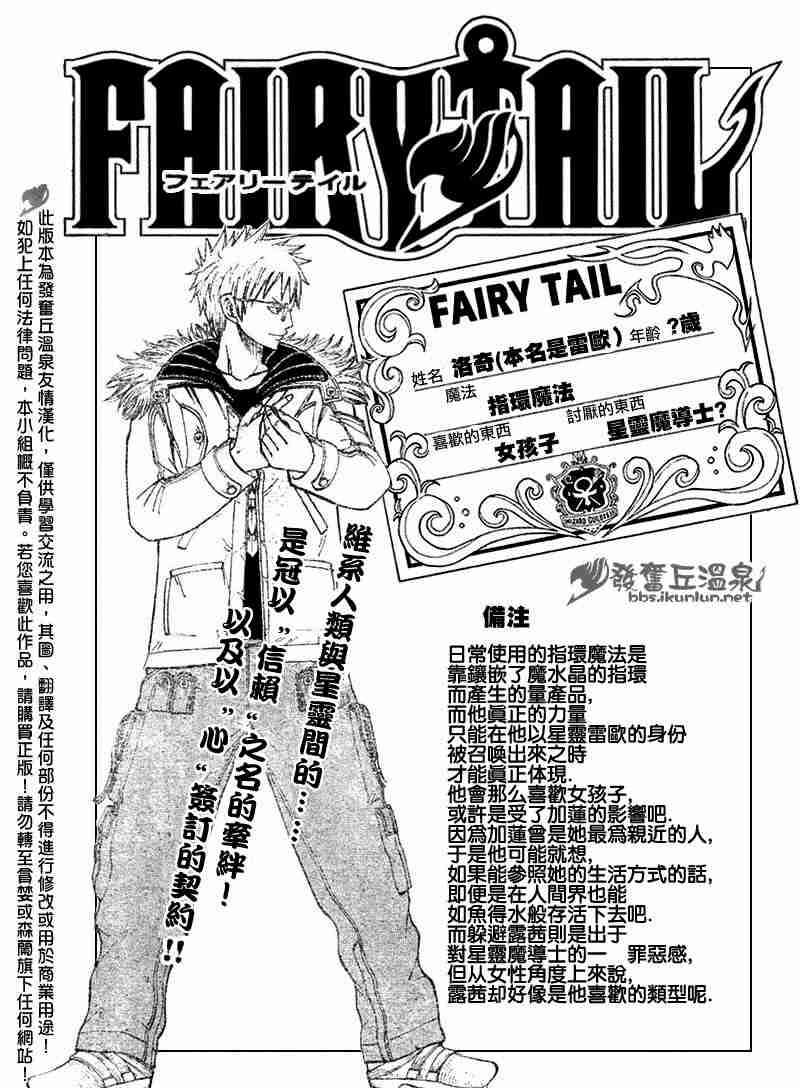 FAIRY TAIL
フェアリーテイル
FAIRY TAIL
姓名 洛奇(本名是雷歐) 年齡 ?歲
魔法 指環魔法
喜歡的東西 女孩子 討厭的東西 星靈魔導士?
WIZARD GUILDER
發奮丘溫泉
bbs.ikunlun.net
維系人類與星靈間的……
是冠以"信賴"之名的牽絆!
以及以"心"簽訂的契約!!
備注
日常使用的指環魔法是
靠鑲嵌了魔水晶的指環
而產生的量產品,
而他眞正的力量
只能在他以星靈雷歐的身份
被召喚出來之時
才能眞正体現.
他會那么喜歡女孩子,
或許是受了加蓮的影響吧.
因爲加蓮曾是她最爲親近的人,
于是他可能就想,
如果能參照她的生活方式的話,
即便是在人間界也能
如魚得水般存活下去吧.
而躲避露茜則是出于
對星靈魔導士的一 罪惡感,
但从女性角度上來說,
露茜却好像是他喜歡的類型呢.
此版本為發奮丘溫泉友情漢化，僅供學習交流之用，其圖、翻譯及任何部份不得進行修改或用於商業用途！
如犯上任何法律問題，本小組概不負責。若您喜歡此作品，請購買正版！請勿轉至貪婪或森蘭旗下任何網站！